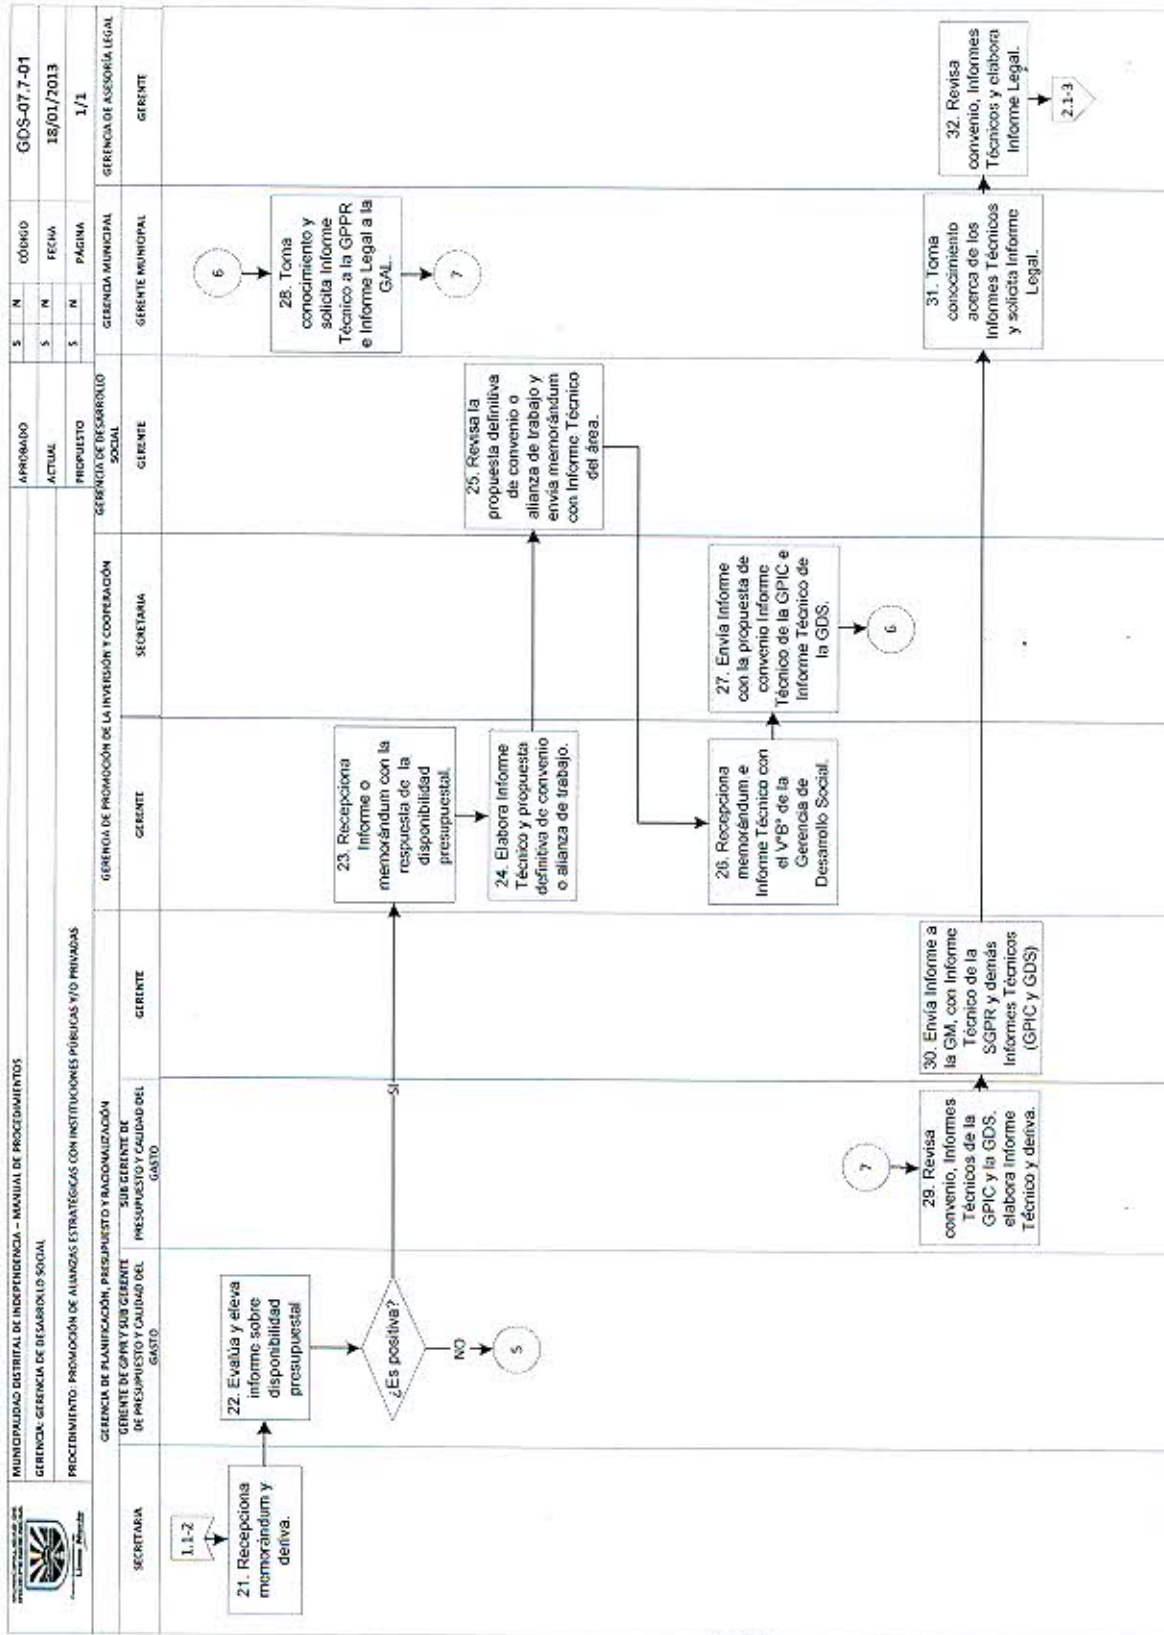 MUNICIPALIDAD DISTRITAL DE INDEPENDENCIA – MANUAL DE PROCEDIMIENTOS
GERENCIA: GERENCIA DE DESARROLLO SOCIAL
PROCEDIMIENTO: PROMOCIÓN DE ALIANZAS ESTRATÉGICAS CON INSTITUCIONES PÚBLICAS Y/O PRIVADAS
APROBADO S N CÓDIGO GDS-07.7-01
ACTUAL S N FECHA 18/01/2013
PROPUESTO S N PÁGINA 1/1
GERENCIA DE PLANIFICACIÓN, PRESUPUESTO Y RACIONALIZACIÓN
SECRETARIA
GERENTE DE GPPR Y SUB GERENTE
DE PRESUPUESTO Y CALIDAD DEL
GASTO
SUB GERENTE DE
PRESUPUESTO Y CALIDAD DEL
GASTO
GERENTE
GERENCIA DE PROMOCIÓN DE LA INVERSIÓN Y COOPERACIÓN
GERENTE
SECRETARIA
GERENCIA DE DESARROLLO
SOCIAL
GERENTE
GERENCIA MUNICIPAL
GERENTE MUNICIPAL
GERENCIA DE ASESORÍA LEGAL
GERENTE
1.1-2
21. Recepciona
memorándum y
deriva.
22. Evalúa y eleva
informe sobre
disponibilidad
presupuestal
¿Es positiva?
NO
5
SI
23. Recepciona
Informe o
memorándum con la
respuesta de la
disponibilidad
presupuestal.
24. Elabora Informe
Técnico y propuesta
definitiva de convenio
o alianza de trabajo.
25. Revisa la
propuesta definitiva
de convenio o
alianza de trabajo y
envía memorándum
con Informe Técnico
del área.
26. Recepciona
memorándum e
Informe Técnico con
el V°B° de la
Gerencia de
Desarrollo Social.
27. Envía Informe
con la propuesta de
convenio Informe
Técnico de la GPIC e
Informe Técnico de
la GDS.
6
6
28. Toma
conocimiento y
solicita Informe
Técnico a la GPPR
e Informe Legal a la
GAL.
7
7
29. Revisa
convenio, Informes
Técnicos de la
GPIC y la GDS,
elabora Informe
Técnico y deriva.
30. Envía Informe a
la GM, con Informe
Técnico de la
SGPR y demás
Informes Técnicos
(GPIC y GDS)
31. Toma
conocimiento
acerca de los
Informes Técnicos
y solicita Informe
Legal.
32. Revisa
convenio, Informes
Técnicos y elabora
Informe Legal.
2.1-3